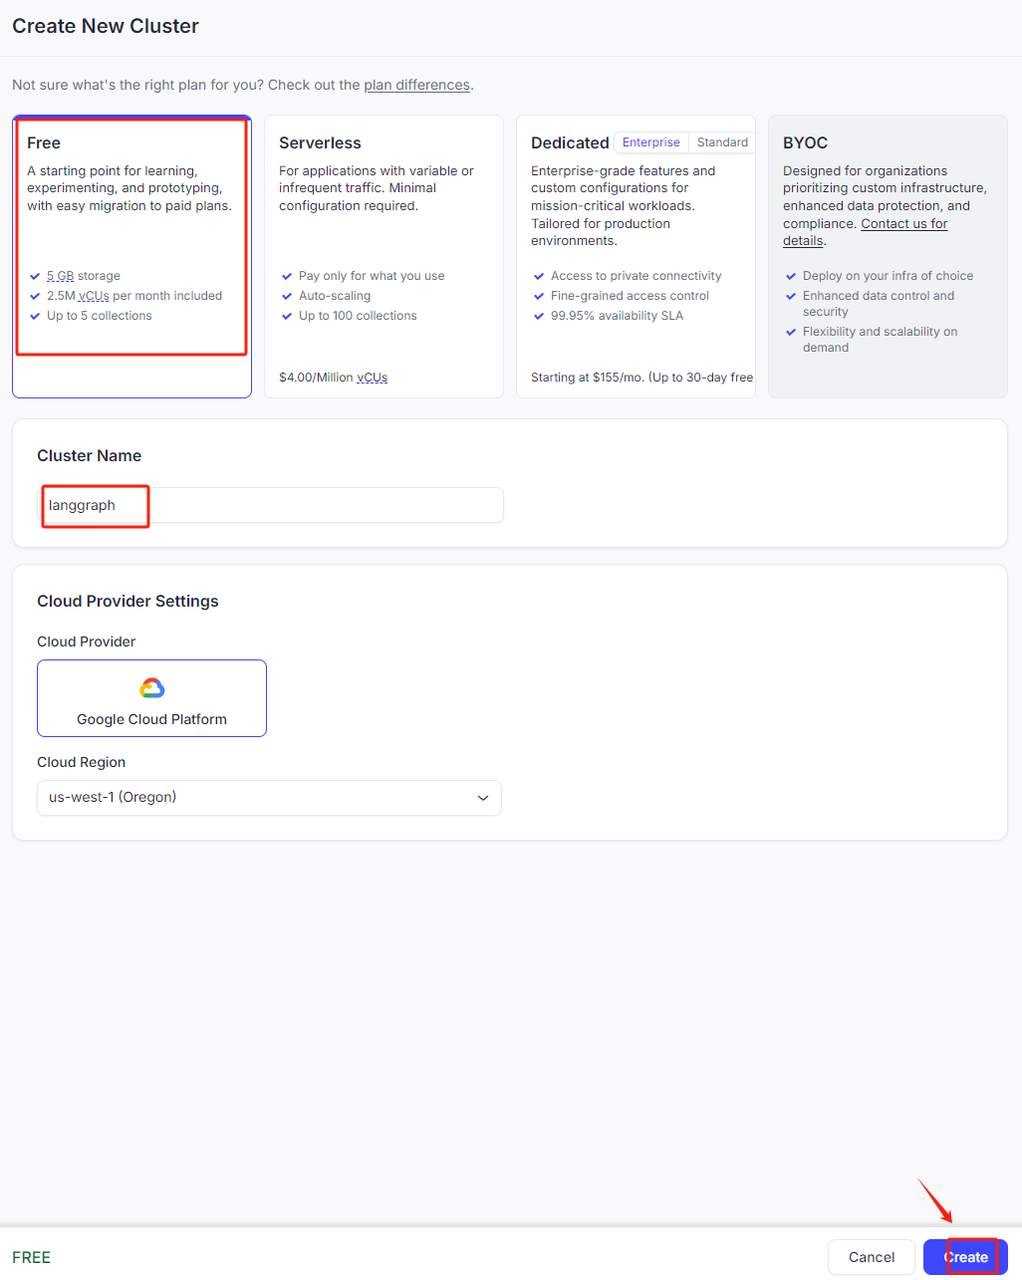 Create New Cluster
Not sure what's the right plan for you? Check out the plan differences.
Free
A starting point for learning,
experimenting, and prototyping,
with easy migration to paid plans.
5 GB storage
2.5M vCUs per month included
Up to 5 collections
Serverless
For applications with variable or
infrequent traffic. Minimal
configuration required.
Pay only for what you use
Auto-scaling
Up to 100 collections
$4.00/Million vCUs
Dedicated Enterprise Standard
Enterprise-grade features and
custom configurations for
mission-critical workloads.
Tailored for production
environments.
Access to private connectivity
Fine-grained access control
99.95% availability SLA
Starting at $155/mo. (Up to 30-day free
BYOC
Designed for organizations
prioritizing custom infrastructure,
enhanced data protection, and
compliance. Contact us for
details.
Deploy on your infra of choice
Enhanced data control and
security
Flexibility and scalability on
demand
Cluster Name
langgraph
Cloud Provider Settings
Cloud Provider
Google Cloud Platform
Cloud Region
us-west-1 (Oregon)
FREE
Cancel
Create